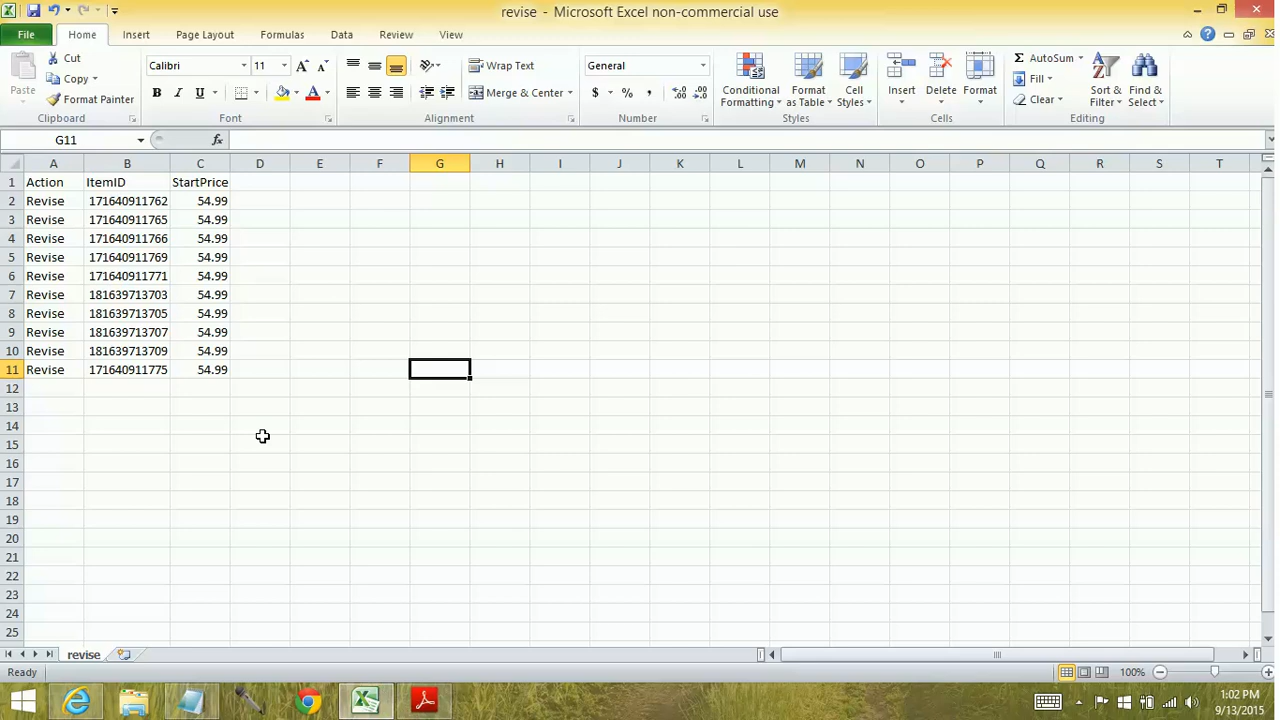 revise - Microsoft Excel non-commercial use
File Home Insert Page Layout Formulas Data Review View
Paste
Cut
Copy
Format Painter
Clipboard
Calibri 11
B I U
Font
Wrap Text
Merge & Center
Alignment
General
$ % ,
Number
Conditional Formatting
Format as Table
Cell Styles
Styles
Insert Delete Format
Cells
AutoSum
Fill
Clear
Sort & Filter
Find & Select
Editing
G11 fx
A B C D E F G H I J K L M N O P Q R S T
1 Action ItemID StartPrice
2 Revise 171640911762 54.99
3 Revise 171640911765 54.99
4 Revise 171640911766 54.99
5 Revise 171640911769 54.99
6 Revise 171640911771 54.99
7 Revise 181639713703 54.99
8 Revise 181639713705 54.99
9 Revise 181639713707 54.99
10 Revise 181639713709 54.99
11 Revise 171640911775 54.99
12
13
14
15
16
17
18
19
20
21
22
23
24
25
revise
Ready 100%
1:02 PM
9/13/2015